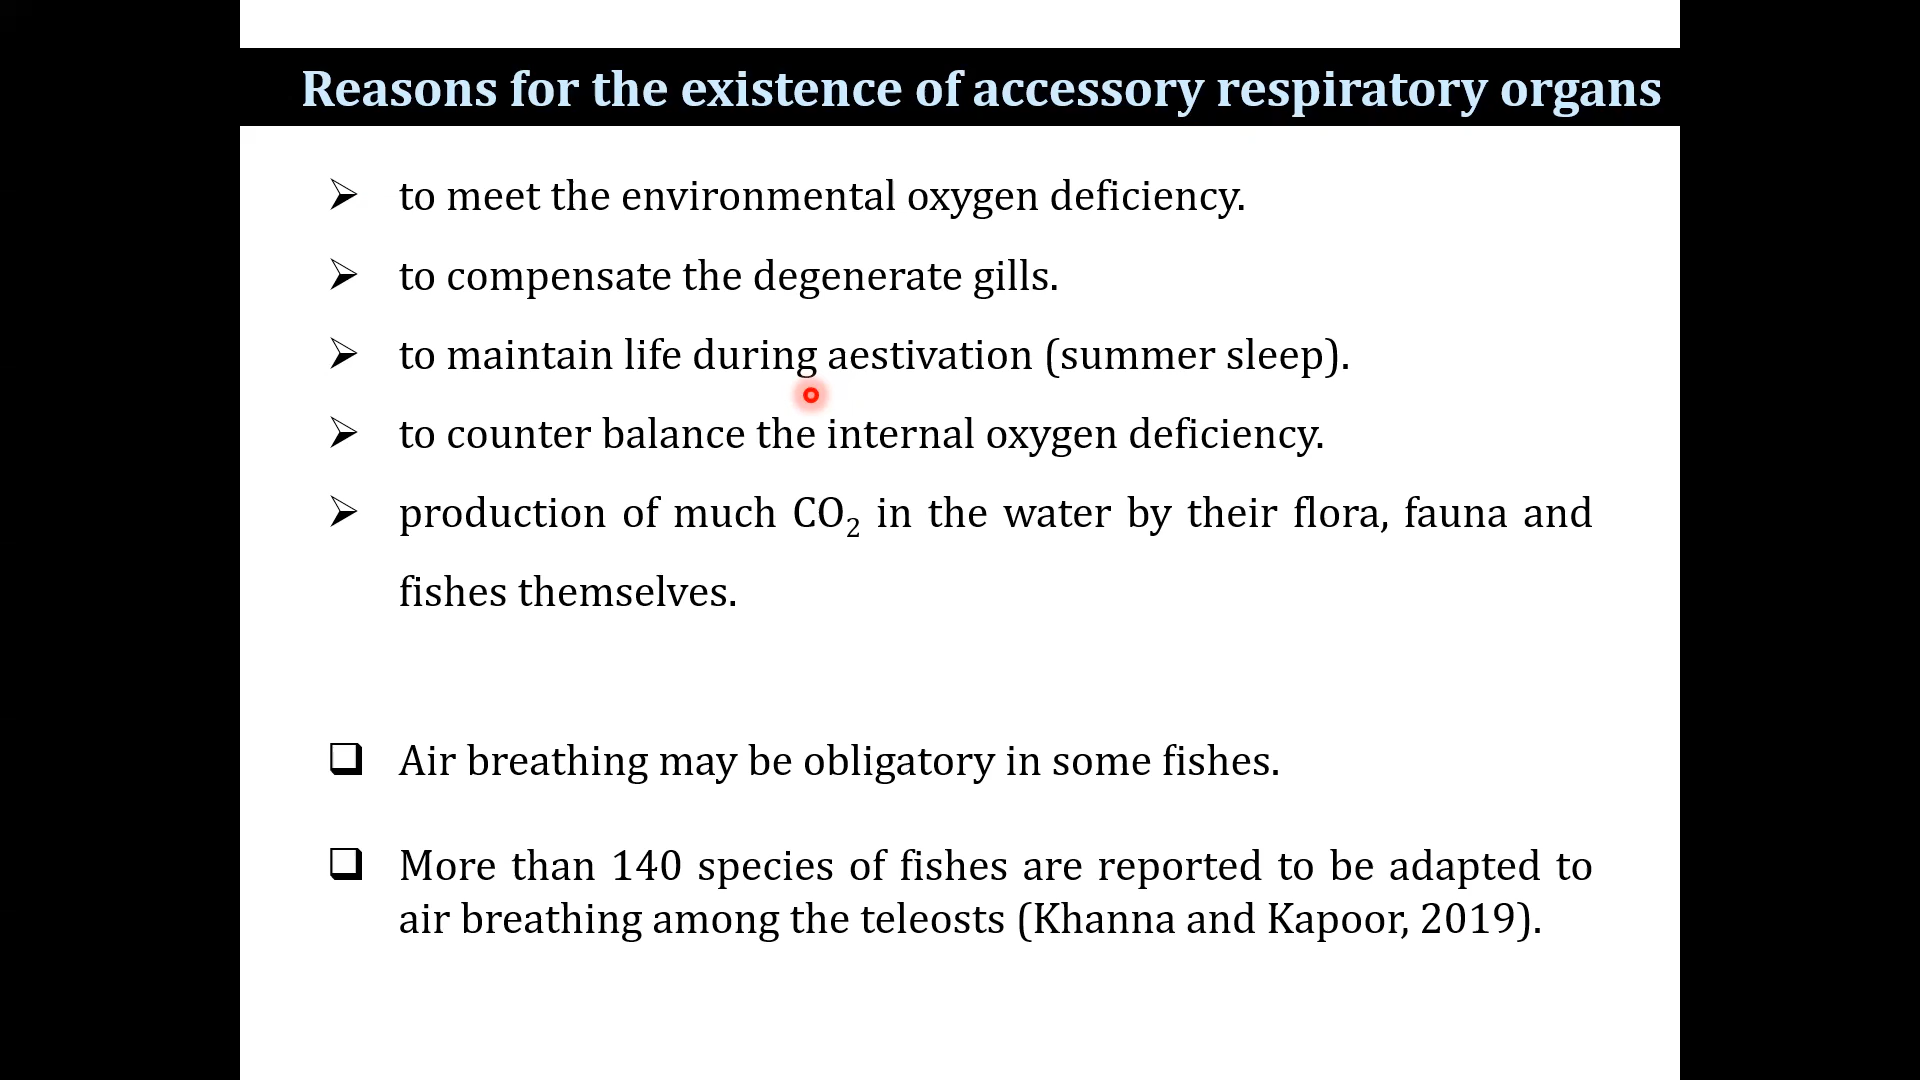 Reasons for the existence of accessory respiratory organs
to meet the environmental oxygen deficiency.
to compensate the degenerate gills.
to maintain life during aestivation (summer sleep).
to counter balance the internal oxygen deficiency.
production of much CO₂ in the water by their flora, fauna and
fishes themselves.
Air breathing may be obligatory in some fishes.
More than 140 species of fishes are reported to be adapted to
air breathing among the teleosts (Khanna and Kapoor, 2019).